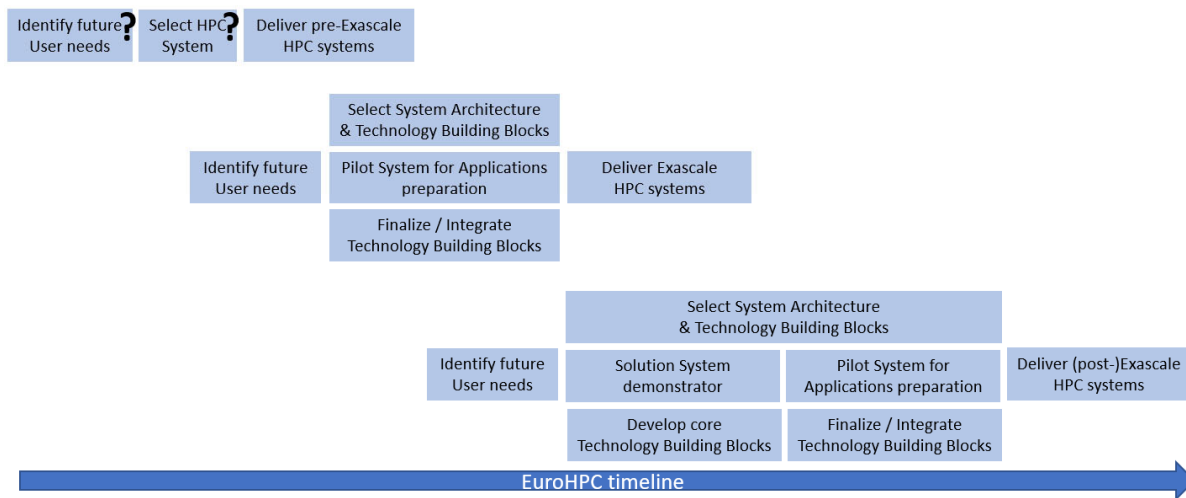 Identify future?
User needs
Select HPC?
System
Deliver pre-Exascale
HPC systems
Select System Architecture
& Technology Building Blocks
Identify future
User needs
Pilot System for Applications
preparation
Deliver Exascale
HPC systems
Finalize / Integrate
Technology Building Blocks
Select System Architecture
& Technology Building Blocks
Identify future
User needs
Solution System
demonstrator
Pilot System for
Applications preparation
Deliver (post-)Exascale
HPC systems
Develop core
Technology Building Blocks
Finalize / Integrate
Technology Building Blocks
EuroHPC timeline